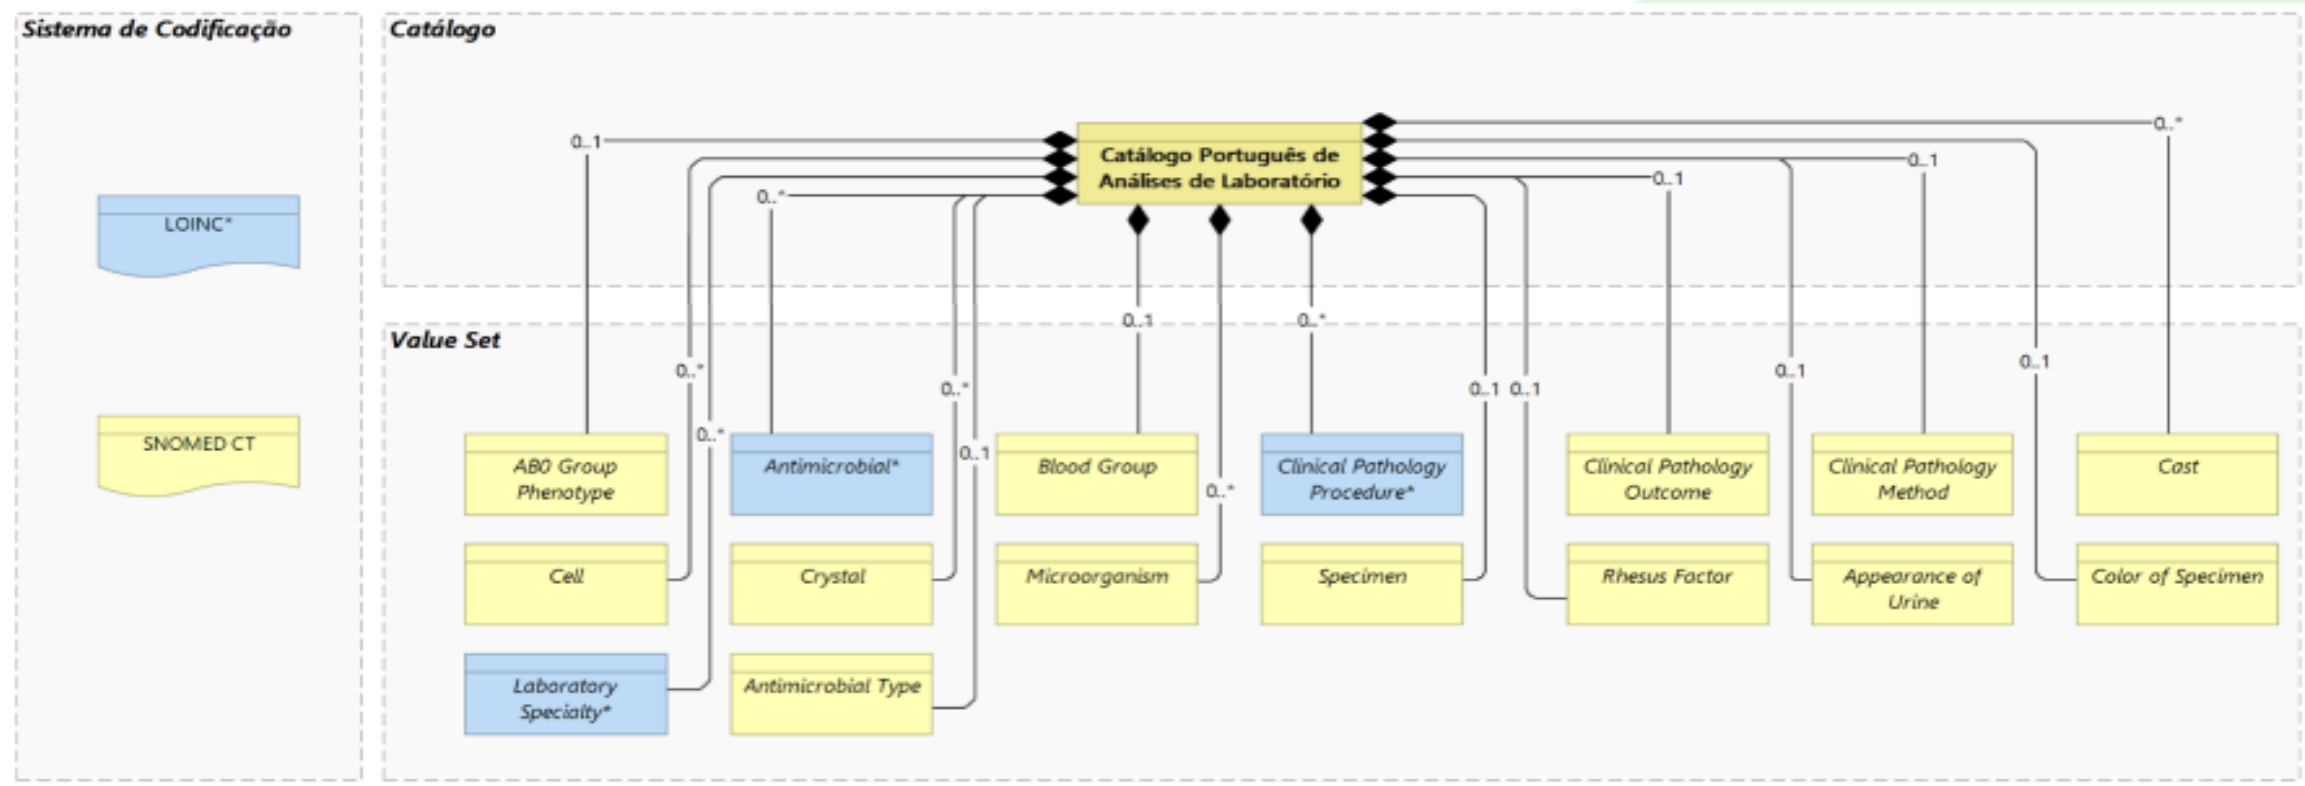 Sistema de Codificação
Catálogo
0..1
0..*
Catálogo Português de
Análises de Laboratório
0..*
0..1
0..1
LOINC*
0..1
0..*
Value Set
0..*
0..*
0..1
0..1
0..1
0..1
0..*
0..1
0..*
SNOMED CT
AB0 Group
Phenotype
Antimicrobial*
Blood Group
Clinical Pathology
Procedure*
Clinical Pathology
Outcome
Clinical Pathology
Method
Cast
Cell
Crystal
Microorganism
Specimen
Rhesus Factor
Appearance of
Urine
Color of Specimen
Laboratory
Specialty*
Antimicrobial Type